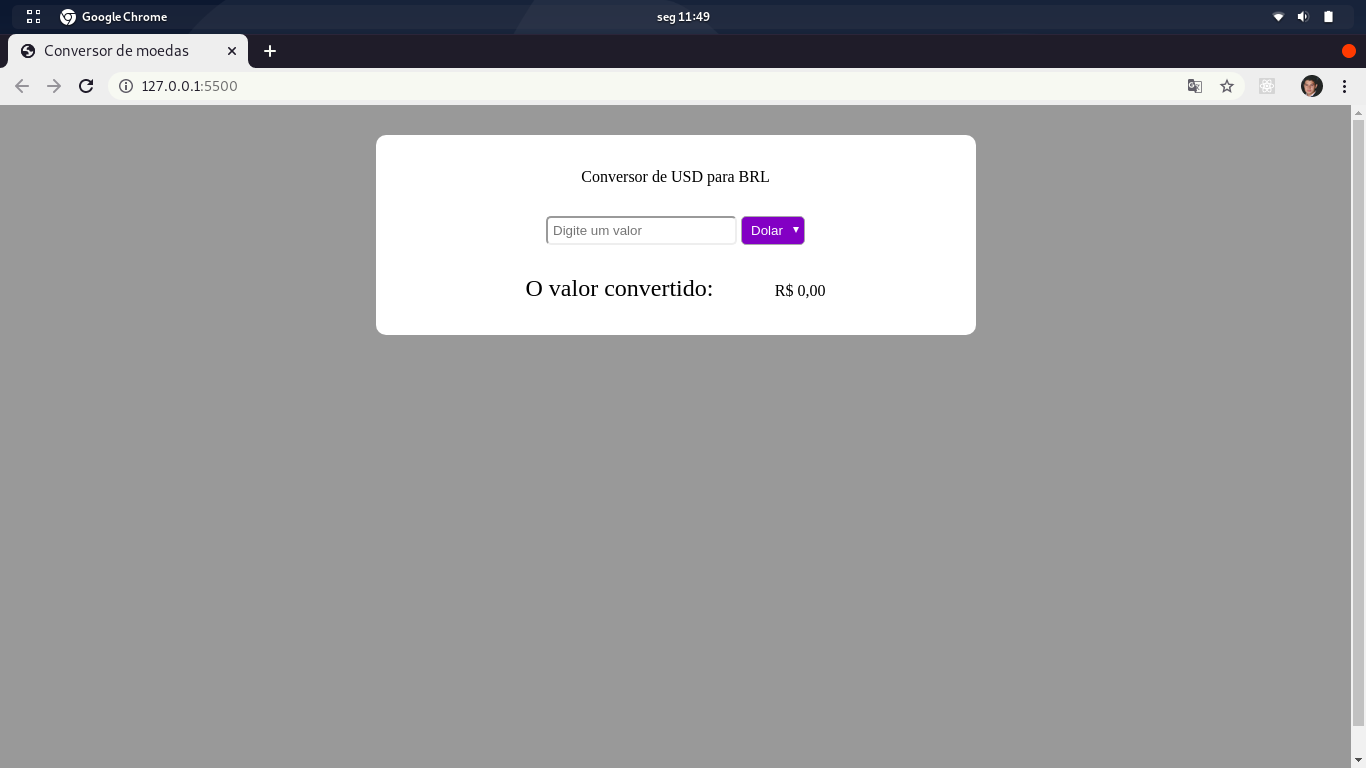 Google Chrome
seg 11:49
Conversor de moedas
127.0.0.1:5500
Conversor de USD para BRL
Digite um valor
Dolar
O valor convertido: R$ 0,00